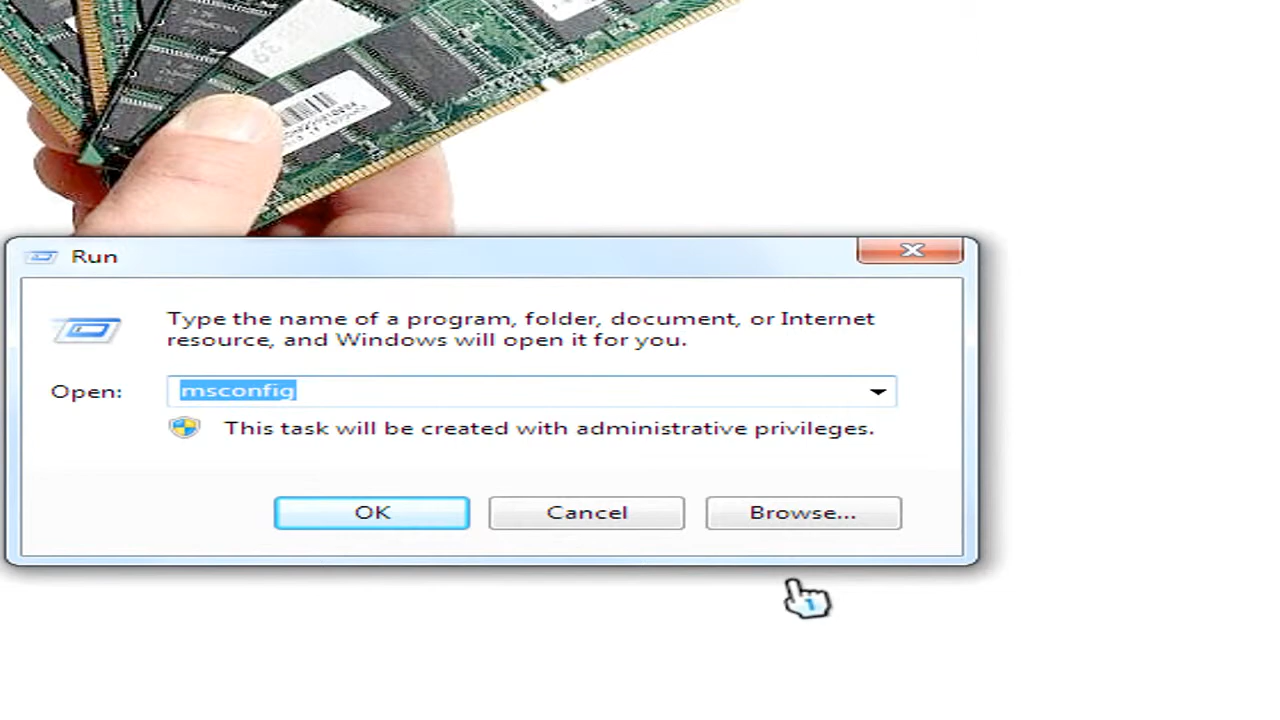 Run
Type the name of a program, folder, document, or Internet
resource, and Windows will open it for you.
Open: msconfig
This task will be created with administrative privileges.
OK Cancel Browse...